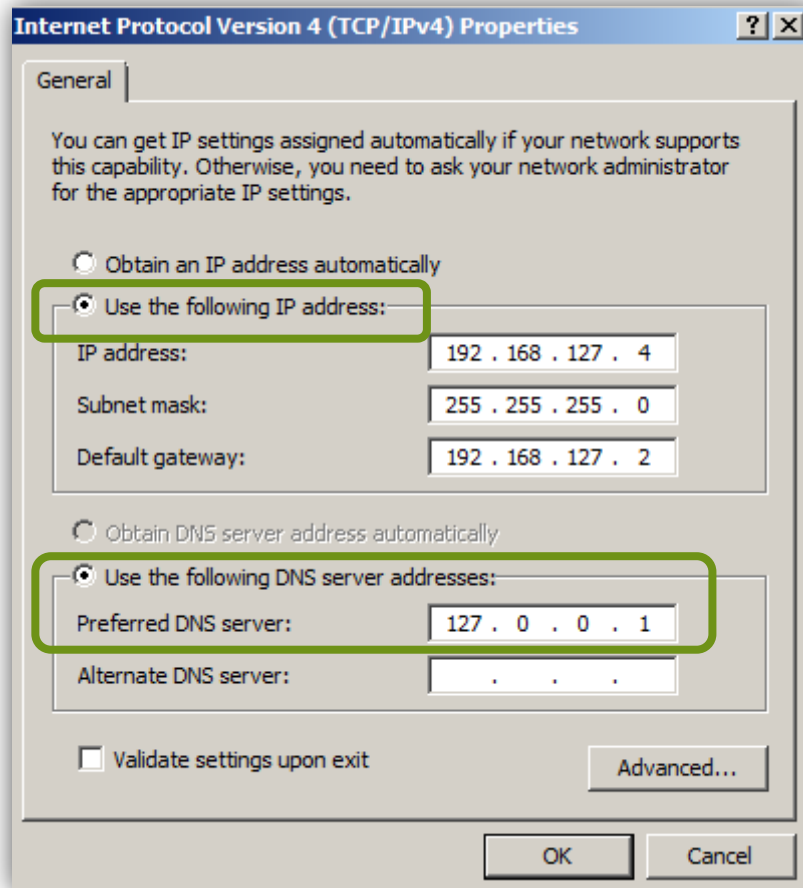 Internet Protocol Version 4 (TCP/IPv4) Properties
General
You can get IP settings assigned automatically if your network supports
this capability. Otherwise, you need to ask your network administrator
for the appropriate IP settings.
Obtain an IP address automatically
Use the following IP address:
IP address: 192 . 168 . 127 . 4
Subnet mask: 255 . 255 . 255 . 0
Default gateway: 192 . 168 . 127 . 2
Obtain DNS server address automatically
Use the following DNS server addresses:
Preferred DNS server: 127 . 0 . 0 . 1
Alternate DNS server: . . .
Validate settings upon exit
Advanced...
OK Cancel